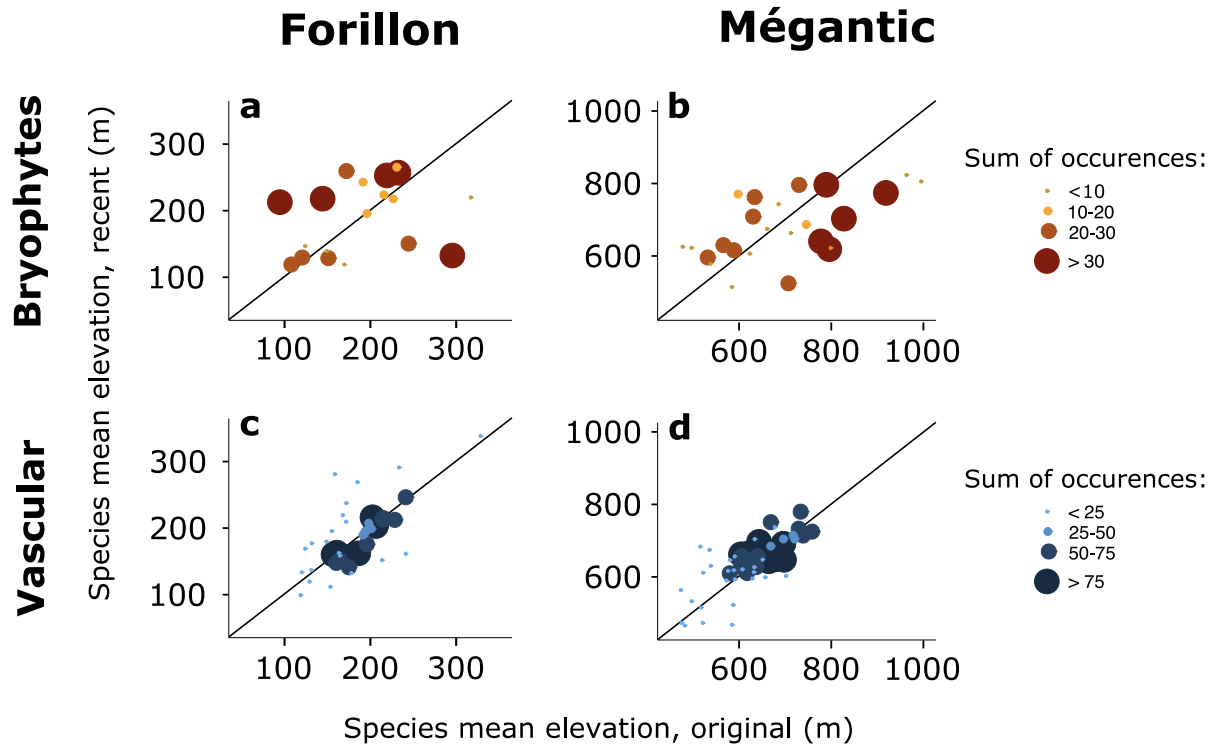 Forillon
Mégantic
Bryophytes
Vascular
Species mean elevation, recent (m)
a
300
200
100
100 200 300
b
1000
800
600
600 800 1000
Sum of occurences:
<10
10-20
20-30
> 30
c
300
200
100
100 200 300
d
1000
800
600
600 800 1000
Sum of occurences:
< 25
25-50
50-75
> 75
Species mean elevation, original (m)